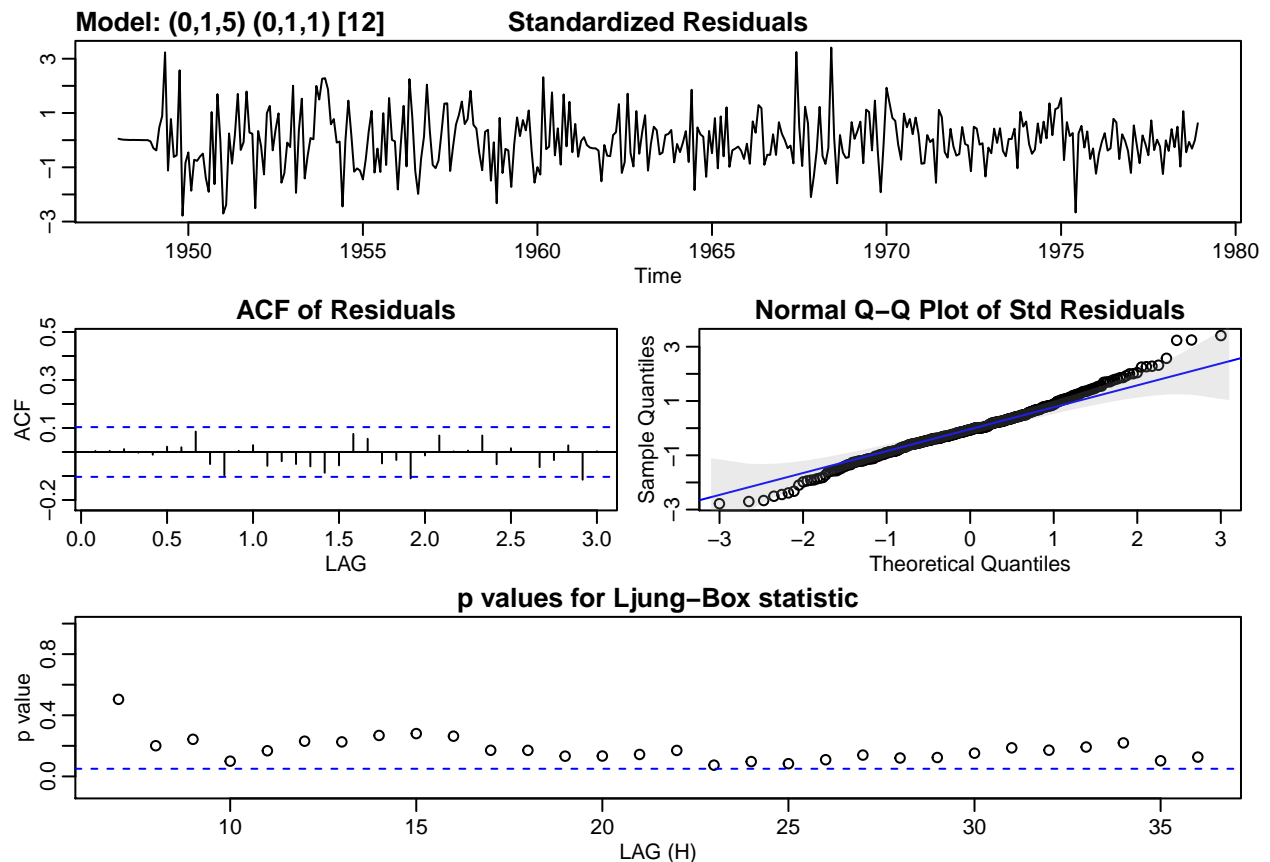 Model: (0,1,5) (0,1,1) [12] Standardized Residuals
3
1
−1
−3
1950 1955 1960 1965 1970 1975 1980
Time
ACF of Residuals
ACF
0.5
0.3
0.1
−0.2
0.0 0.5 1.0 1.5 2.0 2.5 3.0
LAG
Normal Q−Q Plot of Std Residuals
Sample Quantiles
3
1
−1
−3
−3 −2 −1 0 1 2 3
Theoretical Quantiles
p values for Ljung−Box statistic
p value
0.8
0.4
0.0
10 15 20 25 30 35
LAG (H)